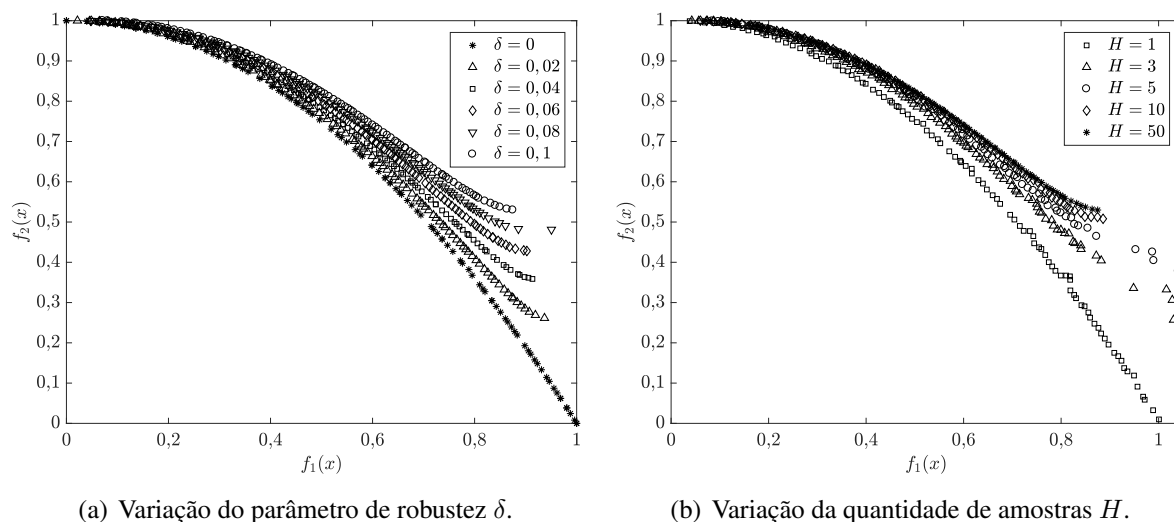 1
0,9
0,8
0,7
0,6
0,5
0,4
0,3
0,2
0,1
0
f₂(x)
0 0,2 0,4 0,6 0,8 1
f₁(x)
δ = 0
δ = 0, 02
δ = 0, 04
δ = 0, 06
δ = 0, 08
δ = 0, 1
(a) Variação do parâmetro de robustez δ.
1
0,9
0,8
0,7
0,6
0,5
0,4
0,3
0,2
0,1
0
f₂(x)
0 0,2 0,4 0,6 0,8 1
f₁(x)
H = 1
H = 3
H = 5
H = 10
H = 50
(b) Variação da quantidade de amostras H.